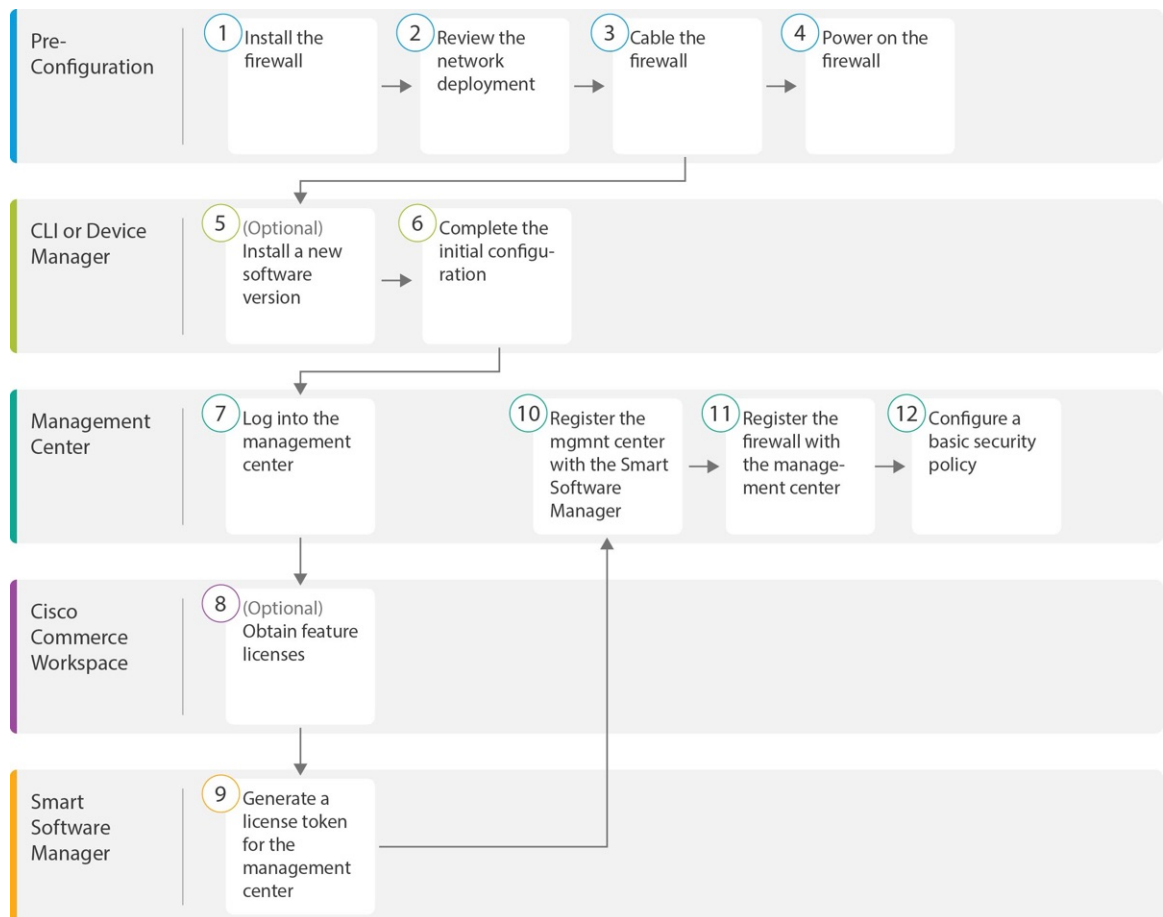 Pre-
Configuration
1
Install the
firewall
2
Review the
network
deployment
3
Cable the
firewall
4
Power on the
firewall
CLI or Device
Manager
5
(Optional)
Install a new
software
version
6
Complete the
initial configu-
ration
Management
Center
7
Log into the
management
center
10
Register the
mgmnt center
with the Smart
Software
Manager
11
Register the
firewall with
the manage-
ment center
12
Configure a
basic security
policy
Cisco
Commerce
Workspace
8
(Optional)
Obtain feature
licenses
Smart
Software
Manager
9
Generate a
license token
for the
management
center